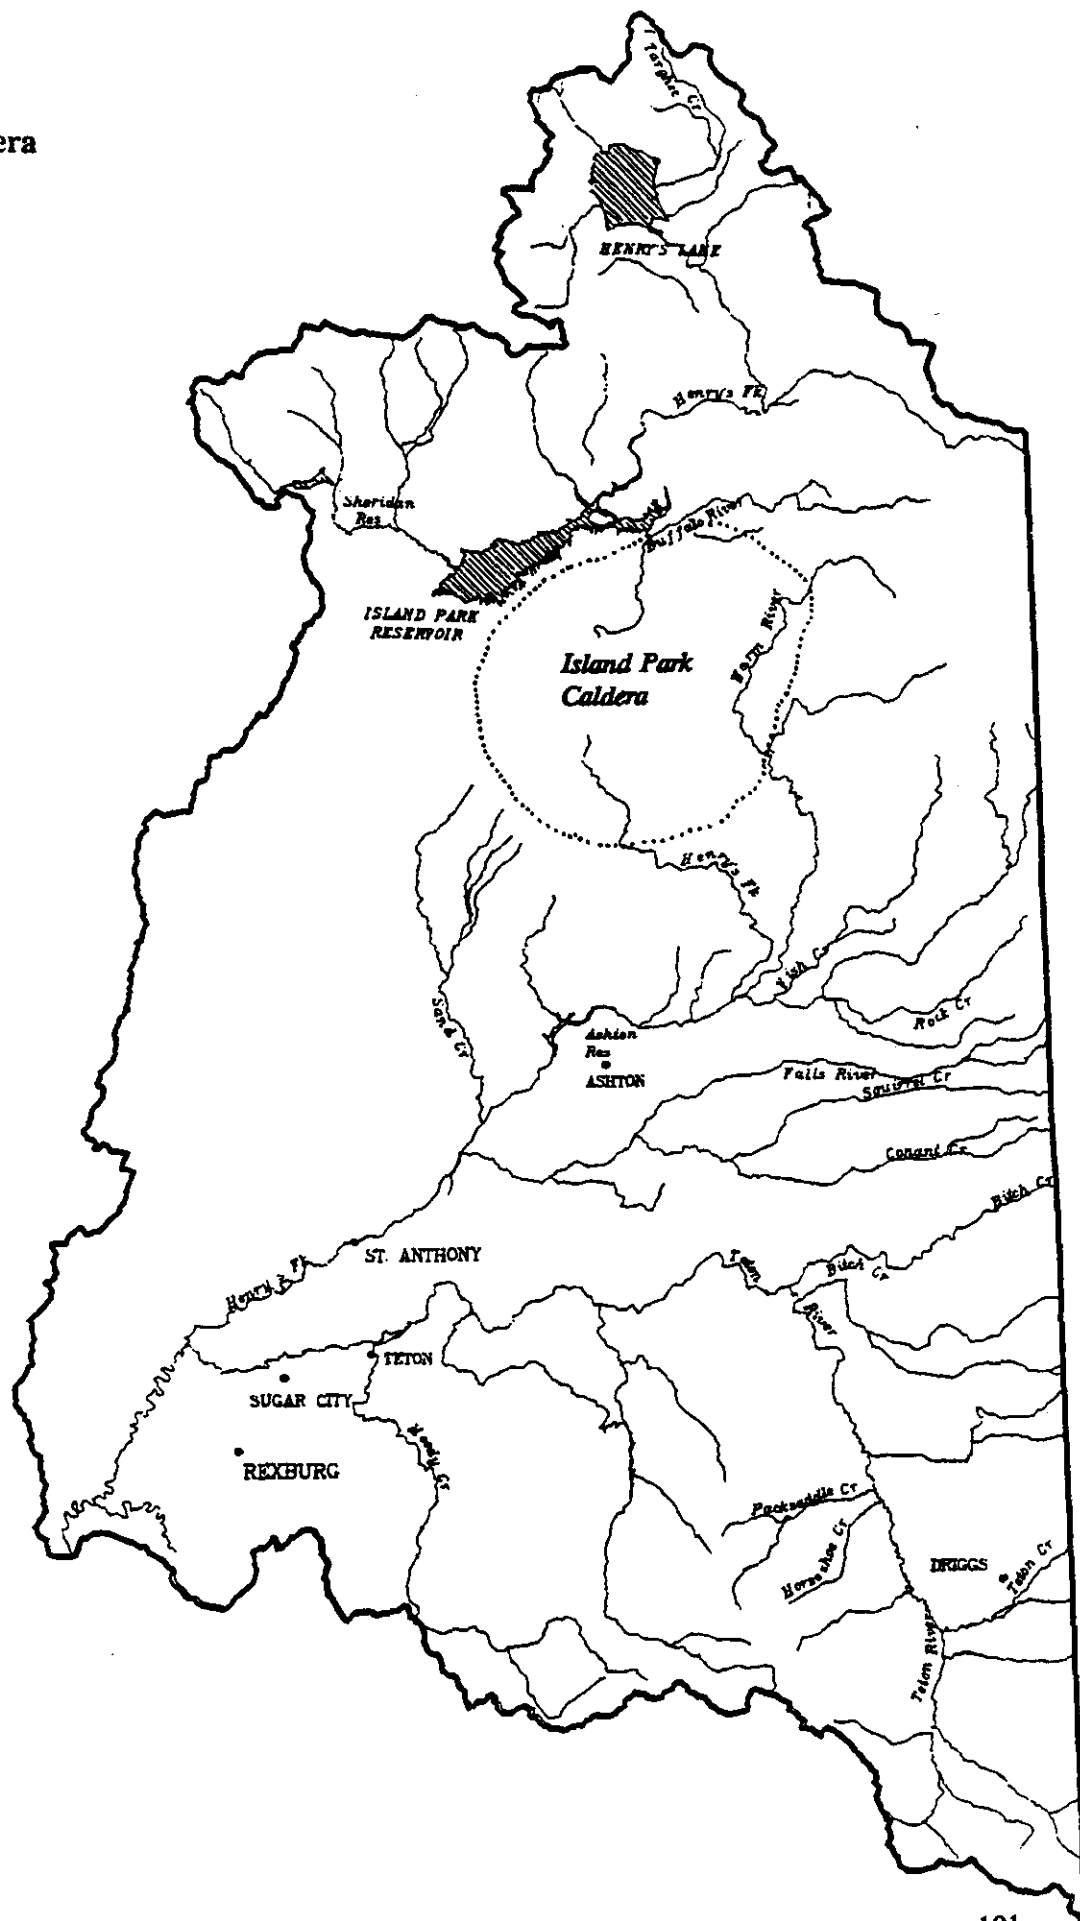 era
Targhee Cr
HENRY'S LAKE
Henry's Fk
Sheridan
Res
Buffalo River
ISLAND PARK
RESERVOIR
Warm River
Island Park
Caldera
Henry's Fk
Fish Cr
Sand Cr
Rock Cr
Ashton
Res
ASHTON
Falls River
Squirrel Cr
Conant Cr
Bitch Cr
ST. ANTHONY
Teton
River
Bitch Cr
Henry's Fk
TETON
SUGAR CITY
Moody Cr
REXBURG
Packsaddle Cr
Horseshoe Cr
DRIGGS
Teton Cr
Teton River